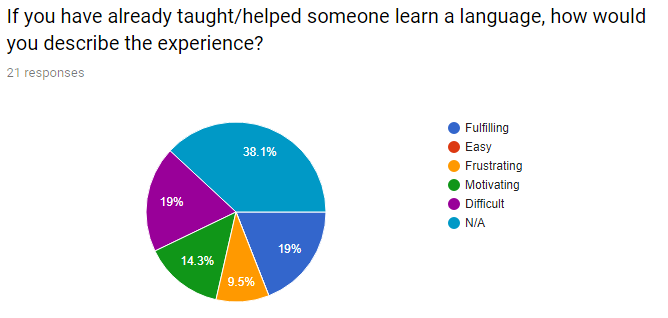 If you have already taught/helped someone learn a language, how would
you describe the experience?
21 responses
38.1%
19%
19%
14.3%
9.5%
Fulfilling
Easy
Frustrating
Motivating
Difficult
N/A